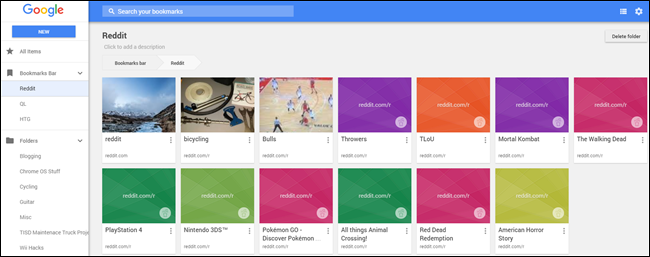 Google
NEW
All Items
Bookmarks Bar
Reddit
QL
HTG
Folders
Blogging
Chrome OS Stuff
Cycling
Guitar
Misc
TISD Maintenace Truck Proje
Wii Hacks
Search your bookmarks
Reddit
Click to add a description
Delete folder
Bookmarks bar
Reddit
reddit
reddit.com
bicycling
reddit.com/r
Bulls
reddit.com/r
reddit.com/r
Throwers
reddit.com/r
reddit.com/r
TLoU
reddit.com/r
reddit.com/r
Mortal Kombat
reddit.com/r
reddit.com/r
The Walking Dead
reddit.com/r
reddit.com/r
PlayStation 4
reddit.com/r
reddit.com/r
Nintendo 3DS™
reddit.com/r
reddit.com/r
Pokémon GO -
Discover Pokémon...
reddit.com/r
reddit.com/r
All things Animal
Crossing!
reddit.com/r
reddit.com/r
Red Dead
Redemption
reddit.com/r
reddit.com/r
American Horror
Story
reddit.com/r